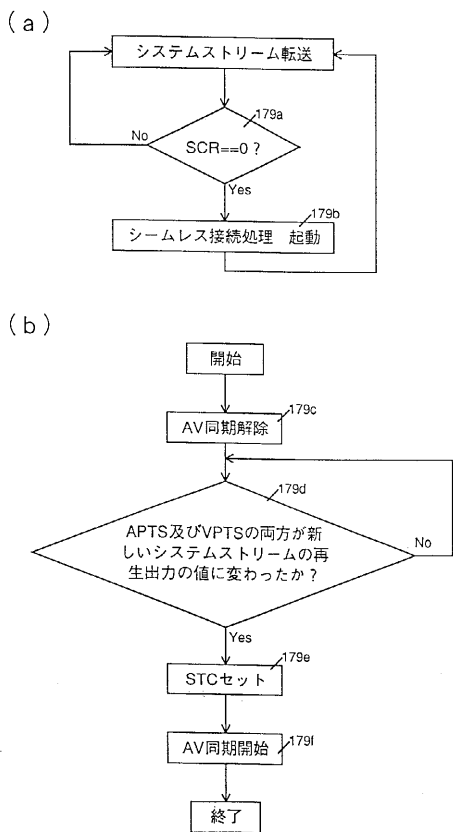 (a)
システムストリーム転送
179a
No
SCR==0？
Yes
179b
シームレス接続処理　起動
(b)
開始
179c
AV同期解除
179d
APTS及びVPTSの両方が新
しいシステムストリームの再
生出力の値に変わったか？
No
Yes
179e
STCセット
179f
AV同期開始
終了